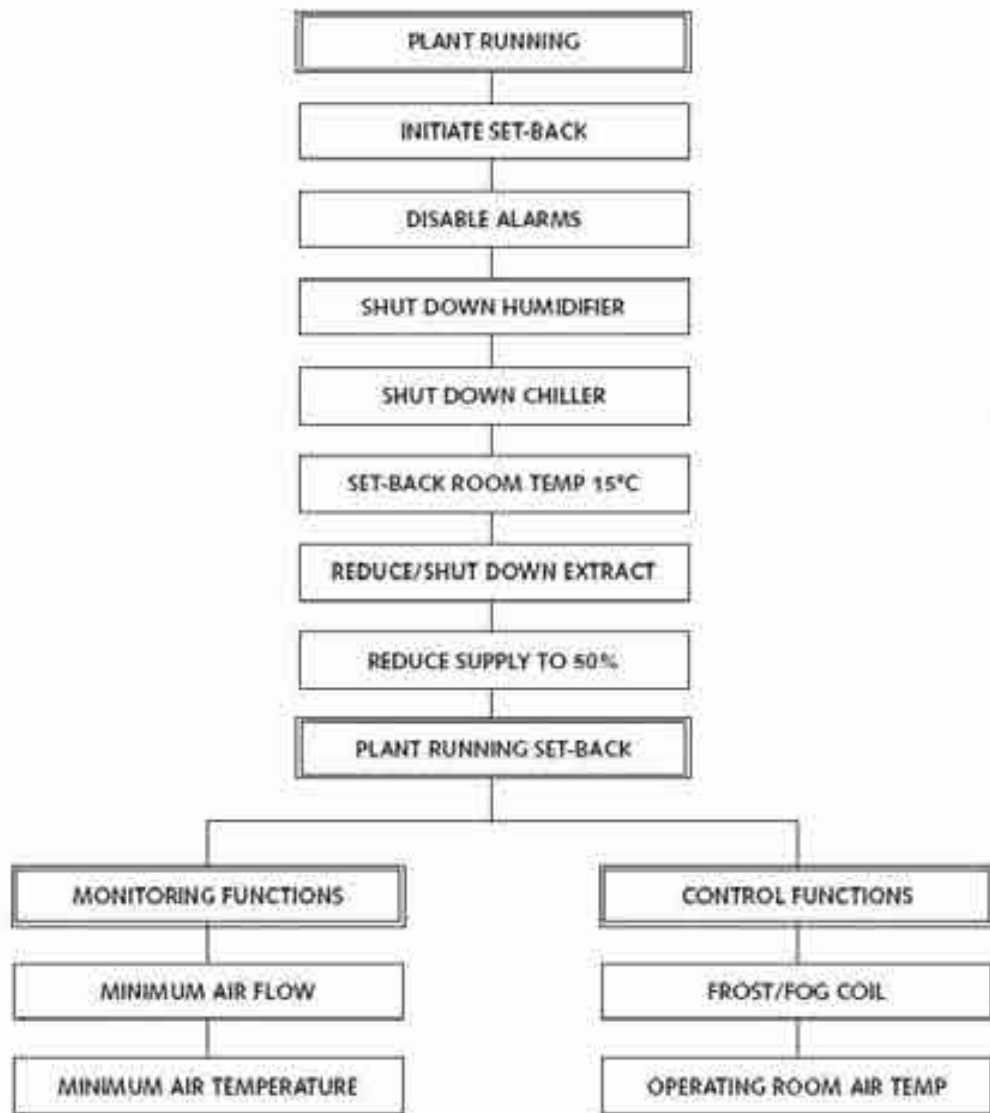 PLANT RUNNING
INITIATE SET-BACK
DISABLE ALARMS
SHUT DOWN HUMIDIFIER
SHUT DOWN CHILLER
SET-BACK ROOM TEMP 15°C
REDUCE/SHUT DOWN EXTRACT
REDUCE SUPPLY TO 50%
PLANT RUNNING SET-BACK
MONITORING FUNCTIONS
CONTROL FUNCTIONS
MINIMUM AIR FLOW
FROST/FOG COIL
MINIMUM AIR TEMPERATURE
OPERATING ROOM AIR TEMP